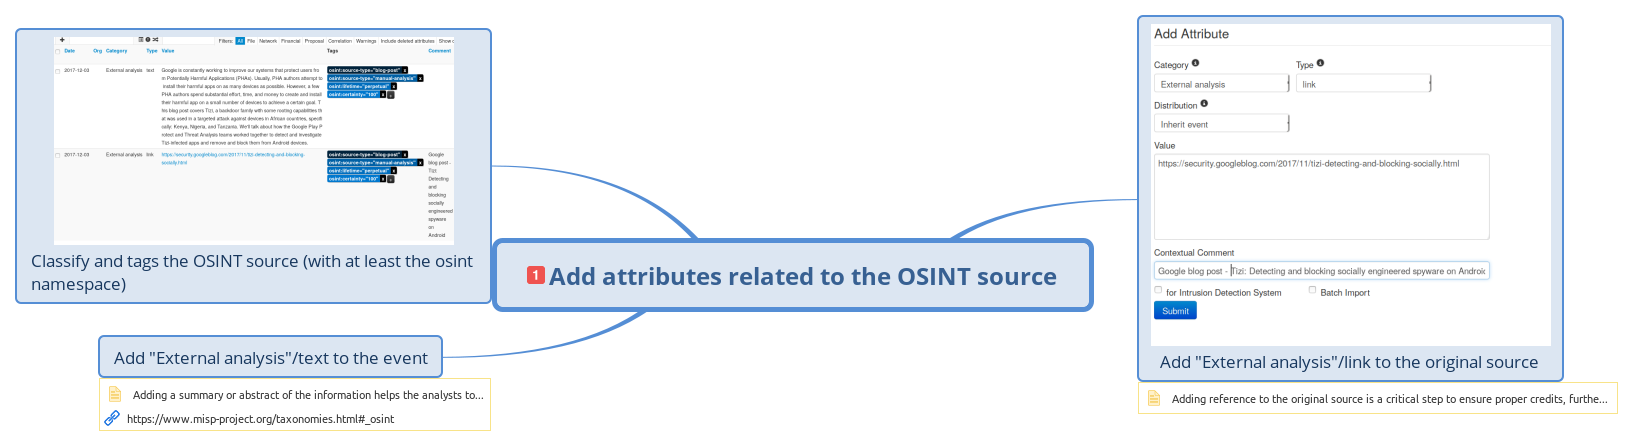 Filters: All File Network Financial Proposal Correlation Warnings Include deleted attributes Show
Date Org Category Type Value Tags Comment
2017-12-03 External analysis text
Google is constantly working to improve our systems that protect users fro
m Potentially Harmful Applications (PHAs). Usually, PHA authors attempt to
install their harmful app on as many devices as possible. However, a few
PHA authors spend substantial effort, time, and money to create and install
their harmful app on a small number of devices to achieve a certain goal. T
his blog post covers Tizi, a backdoor family with some rooting capabilities th
at was used in a targeted attack against devices in African countries, specifi
cally: Kenya, Nigeria, and Tanzania. We'll talk about how the Google Play P
rotect and Threat Analysis teams worked together to detect and investigate
Tizi-infected apps and remove and block them from Android devices.
osint:source-type="blog-post" x
osint:source-type="manual-analysis" x
osint:lifetime="perpetual" x
osint:certainty="100" x +
2017-12-03 External analysis link
https://security.googleblog.com/2017/11/tizi-detecting-and-blocking-
socially.html
osint:source-type="blog-post" x
osint:source-type="manual-analysis" x
osint:lifetime="perpetual" x
osint:certainty="100" x +
Google
blog post -
Tizi:
Detecting
and
blocking
socially
engineered
spyware
on
Android
Classify and tags the OSINT source (with at least the osint
namespace)
Add "External analysis"/text to the event
Adding a summary or abstract of the information helps the analysts to...
https://www.misp-project.org/taxonomies.html#_osint
1 Add attributes related to the OSINT source
Add Attribute
Category Type
External analysis link
Distribution
Inherit event
Value
https://security.googleblog.com/2017/11/tizi-detecting-and-blocking-socially.html
Contextual Comment
Google blog post - Tizi: Detecting and blocking socially engineered spyware on Androi
for Intrusion Detection System Batch Import
Submit
Add "External analysis"/link to the original source
Adding reference to the original source is a critical step to ensure proper credits, furthe...